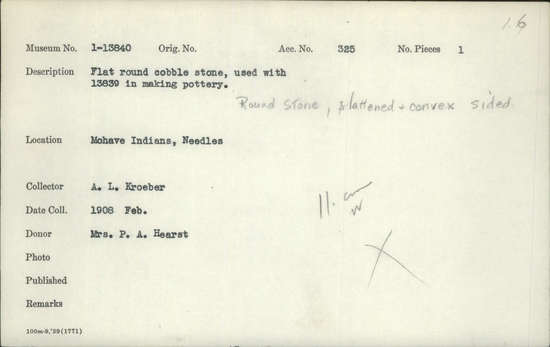 1.6
Museum No. 1-13840 Orig. No. Acc. No. 325 No. Pieces 1
Description Flat round cobble stone, used with
13839 in making pottery.
Round Stone, flattened + convex sided.
Location Mohave Indians, Needles
Collector A. L. Kroeber
Date Coll. 1908 Feb.
Donor Mrs. P. A. Hearst
Photo
Published
Remarks
100m-9,'39(1771)